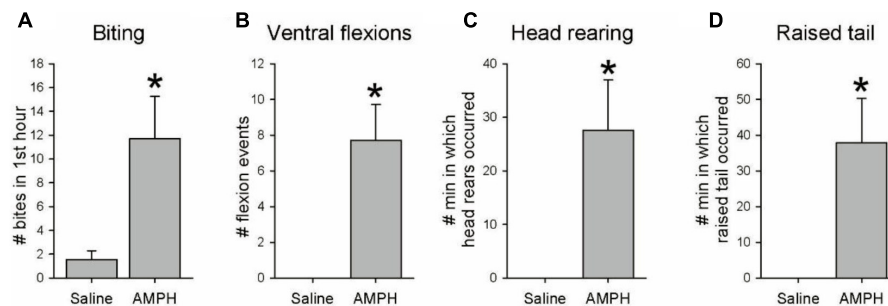 A
Biting
# bites in 1st hour
18
16
14
12
10
8
6
4
2
0
*
Saline
AMPH
B
Ventral flexions
# flexion events
12
10
8
6
4
2
0
*
Saline
AMPH
C
Head rearing
# min in which
head rears occurred
40
30
20
10
0
*
Saline
AMPH
D
Raised tail
# min in which
raised tail occurred
60
50
40
30
20
10
0
*
Saline
AMPH